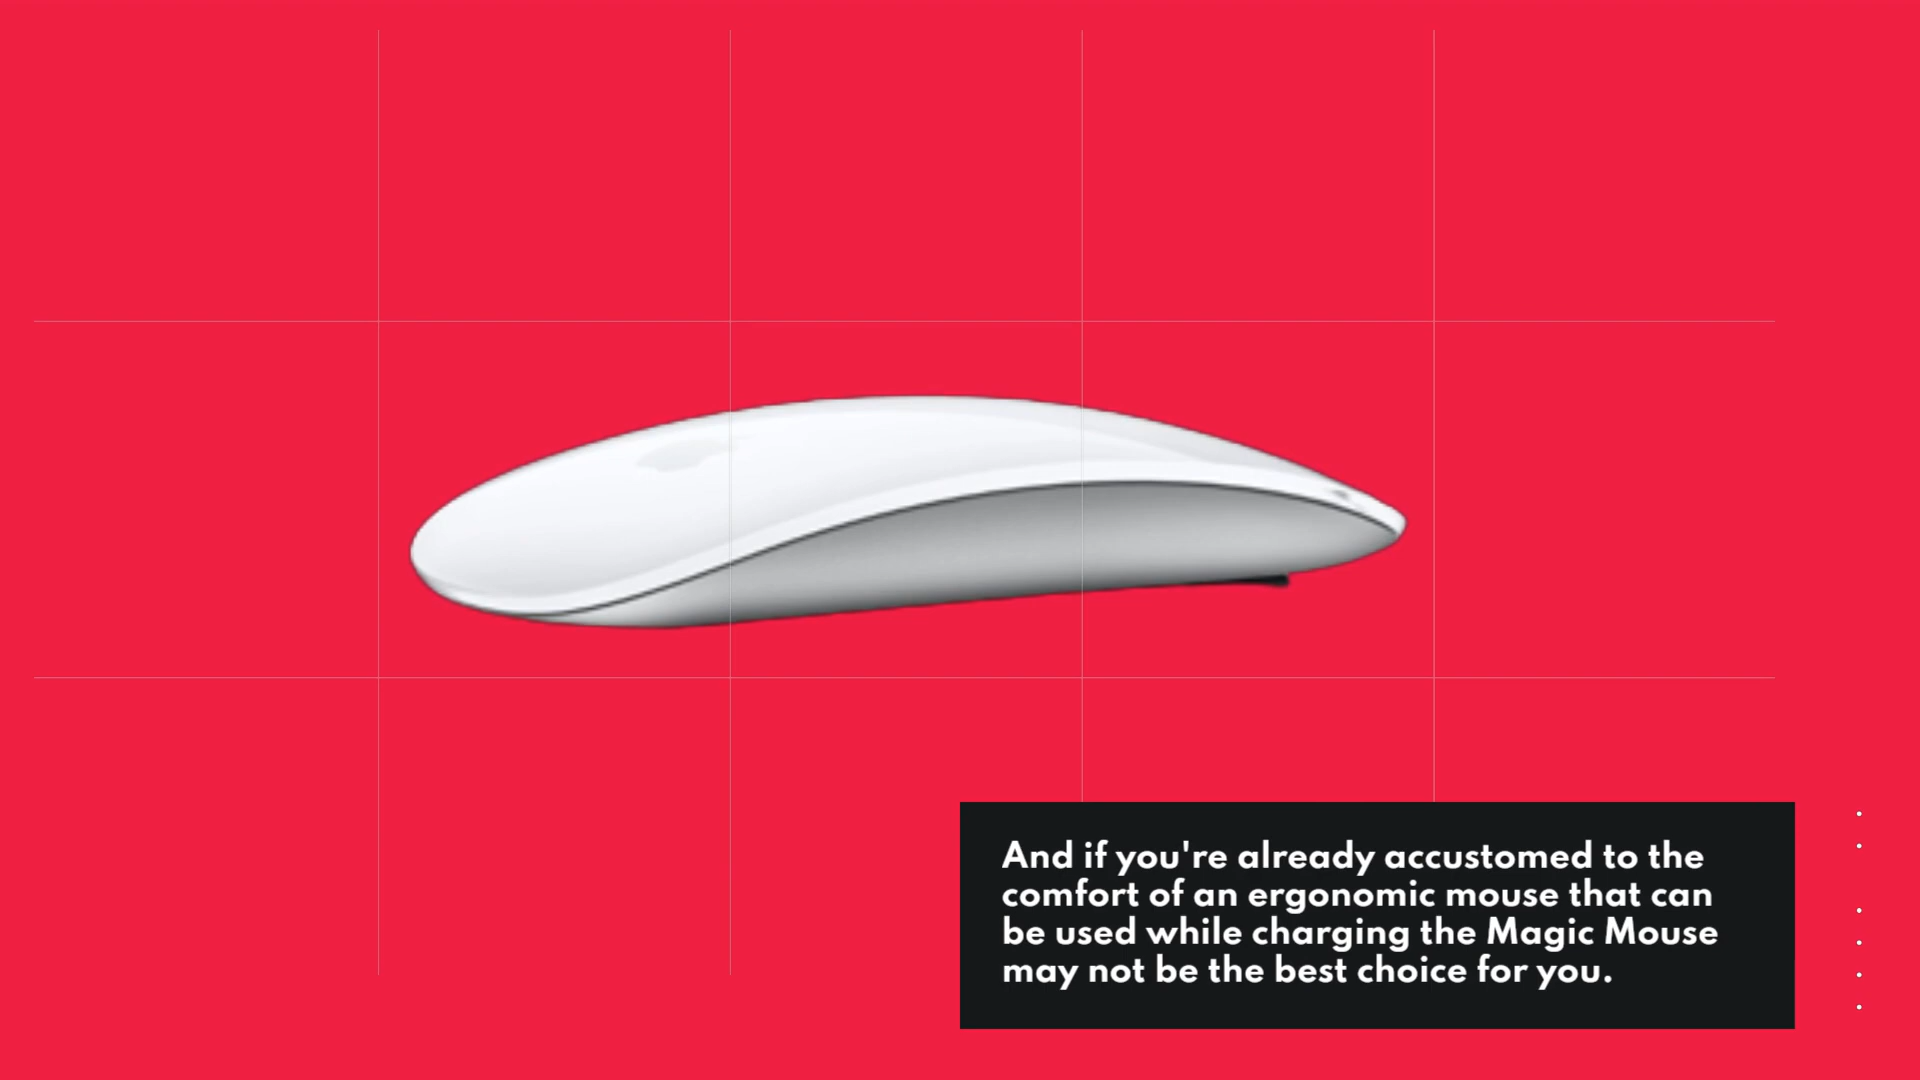 And if you're already accustomed to the
comfort of an ergonomic mouse that can
be used while charging the Magic Mouse
may not be the best choice for you.